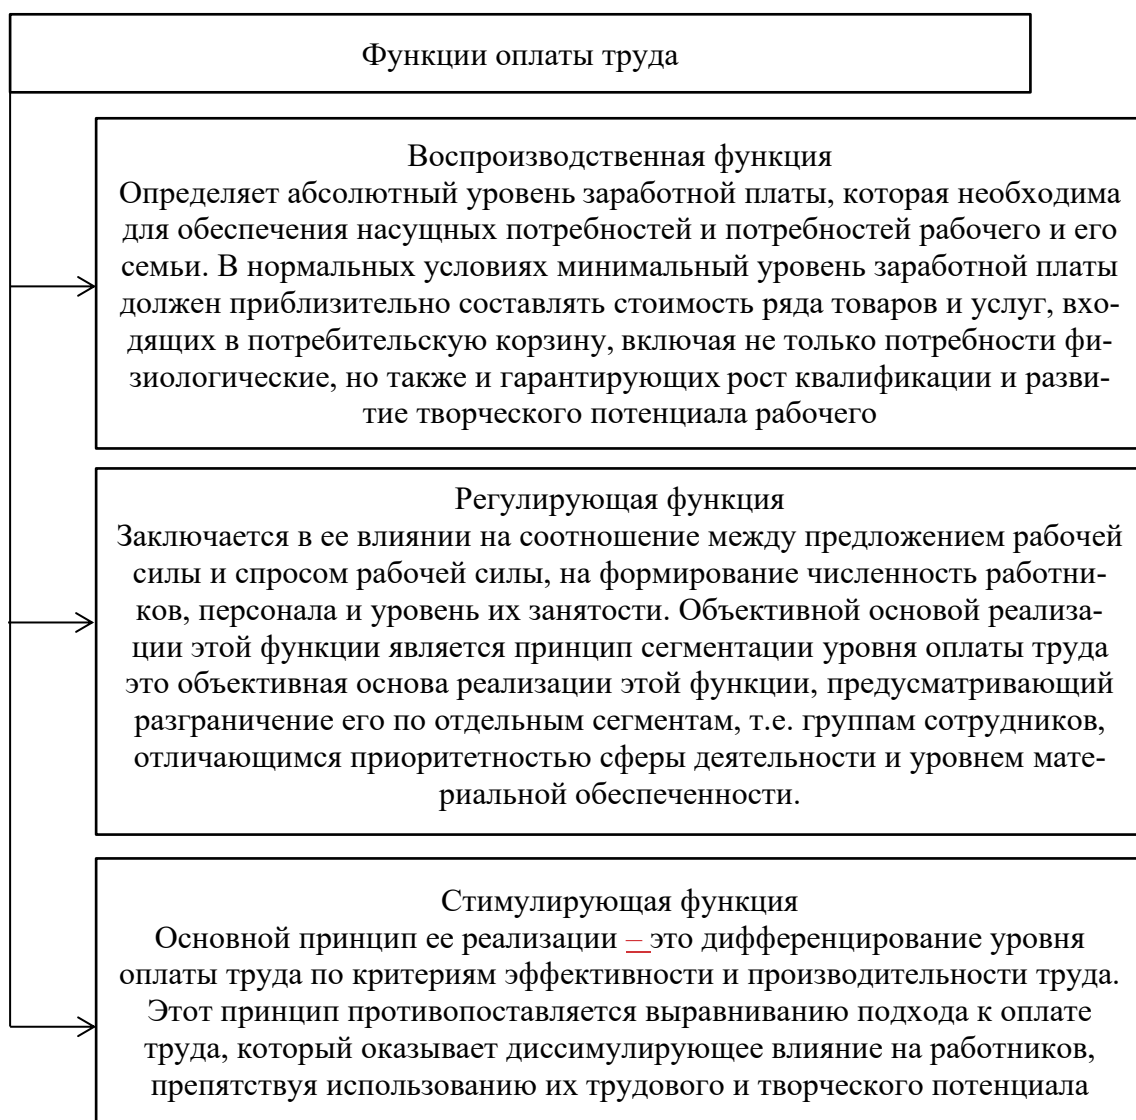 Функции оплаты труда
Воспроизводственная функция
Определяет абсолютный уровень заработной платы, которая необходима
для обеспечения насущных потребностей и потребностей рабочего и его
семьи. В нормальных условиях минимальный уровень заработной платы
должен приблизительно составлять стоимость ряда товаров и услуг, вхо-
дящих в потребительскую корзину, включая не только потребности фи-
зиологические, но также и гарантирующих рост квалификации и разви-
тие творческого потенциала рабочего
Регулирующая функция
Заключается в ее влиянии на соотношение между предложением рабочей
силы и спросом рабочей силы, на формирование численность работни-
ков, персонала и уровень их занятости. Объективной основой реализа-
ции этой функции является принцип сегментации уровня оплаты труда
это объективная основа реализации этой функции, предусматривающий
разграничение его по отдельным сегментам, т.е. группам сотрудников,
отличающимся приоритетностью сферы деятельности и уровнем мате-
риальной обеспеченности.
Стимулирующая функция
Основной принцип ее реализации – это дифференцирование уровня
оплаты труда по критериям эффективности и производительности труда.
Этот принцип противопоставляется выравниванию подхода к оплате
труда, который оказывает диссимулирующее влияние на работников,
препятствуя использованию их трудового и творческого потенциала